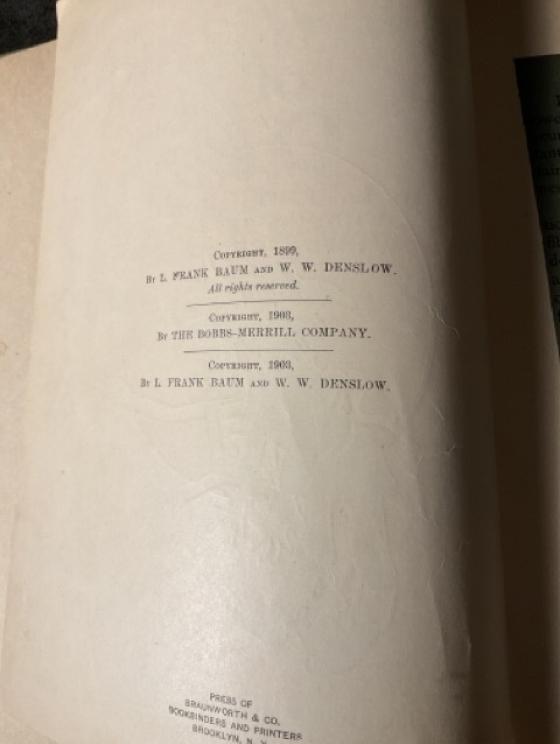 Copyright, 1899,
By L. FRANK BAUM AND W. W. DENSLOW.
All rights reserved.
Copyright, 1903,
By THE BOBBS-MERRILL COMPANY.
Copyright, 1903,
By L. FRANK BAUM AND W. W. DENSLOW.
PRESS OF
BRAUNWORTH & CO.
BOOKBINDERS AND PRINTERS
BROOKLYN, N. Y.